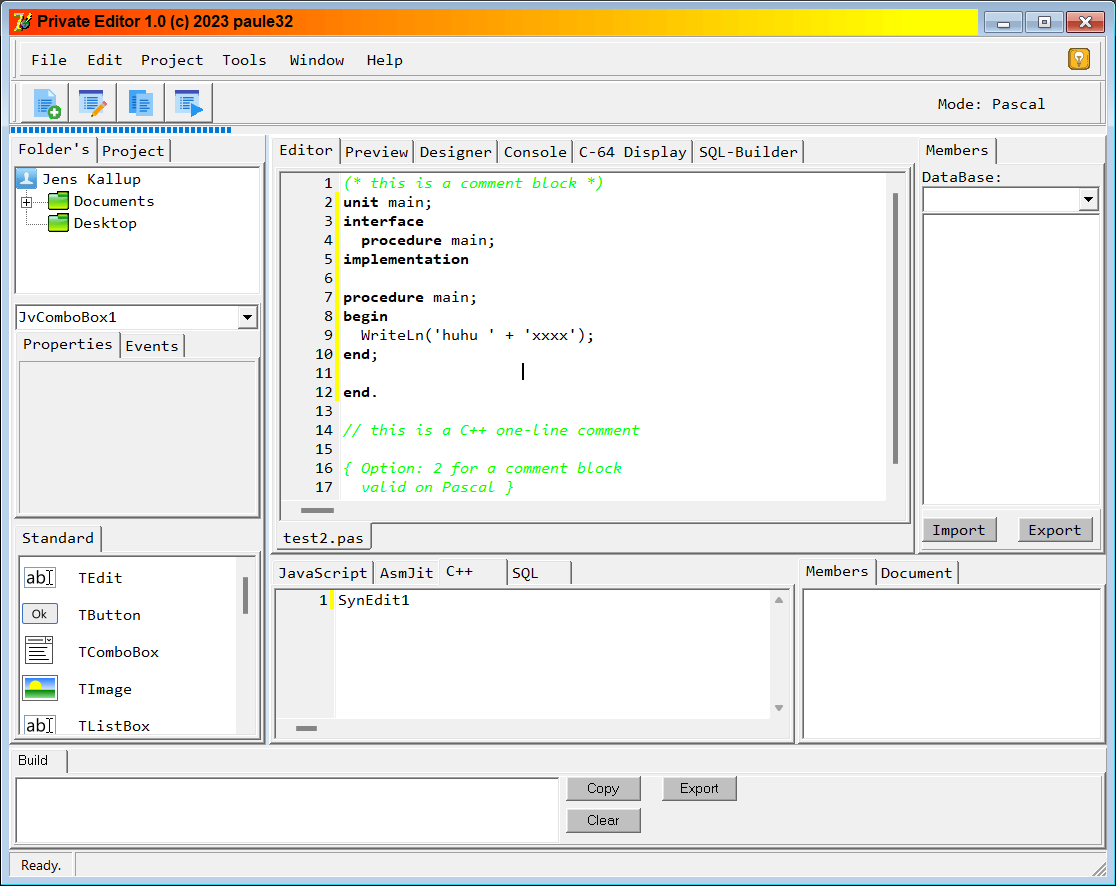 Private Editor 1.0 (c) 2023 paule32
File Edit Project Tools Window Help
Mode: Pascal
Folder's Project
Jens Kallup
Documents
Desktop
JvComboBox1
Properties Events
Standard
ab TEdit
Ok TButton
TComboBox
TImage
ab TListBox
Editor Preview Designer Console C-64 Display SQL-Builder
1 (* this is a comment block *)
2 unit main;
3 interface
4 procedure main;
5 implementation
6
7 procedure main;
8 begin
9 WriteLn('huhu ' + 'xxxx');
10 end;
11
12 end.
13
14 // this is a C++ one-line comment
15
16 { Option: 2 for a comment block
17 valid on Pascal }
test2.pas
Members
DataBase:
Import Export
JavaScript AsmJit C++ SQL
1 SynEdit1
Members Document
Build
Copy Export
Clear
Ready.